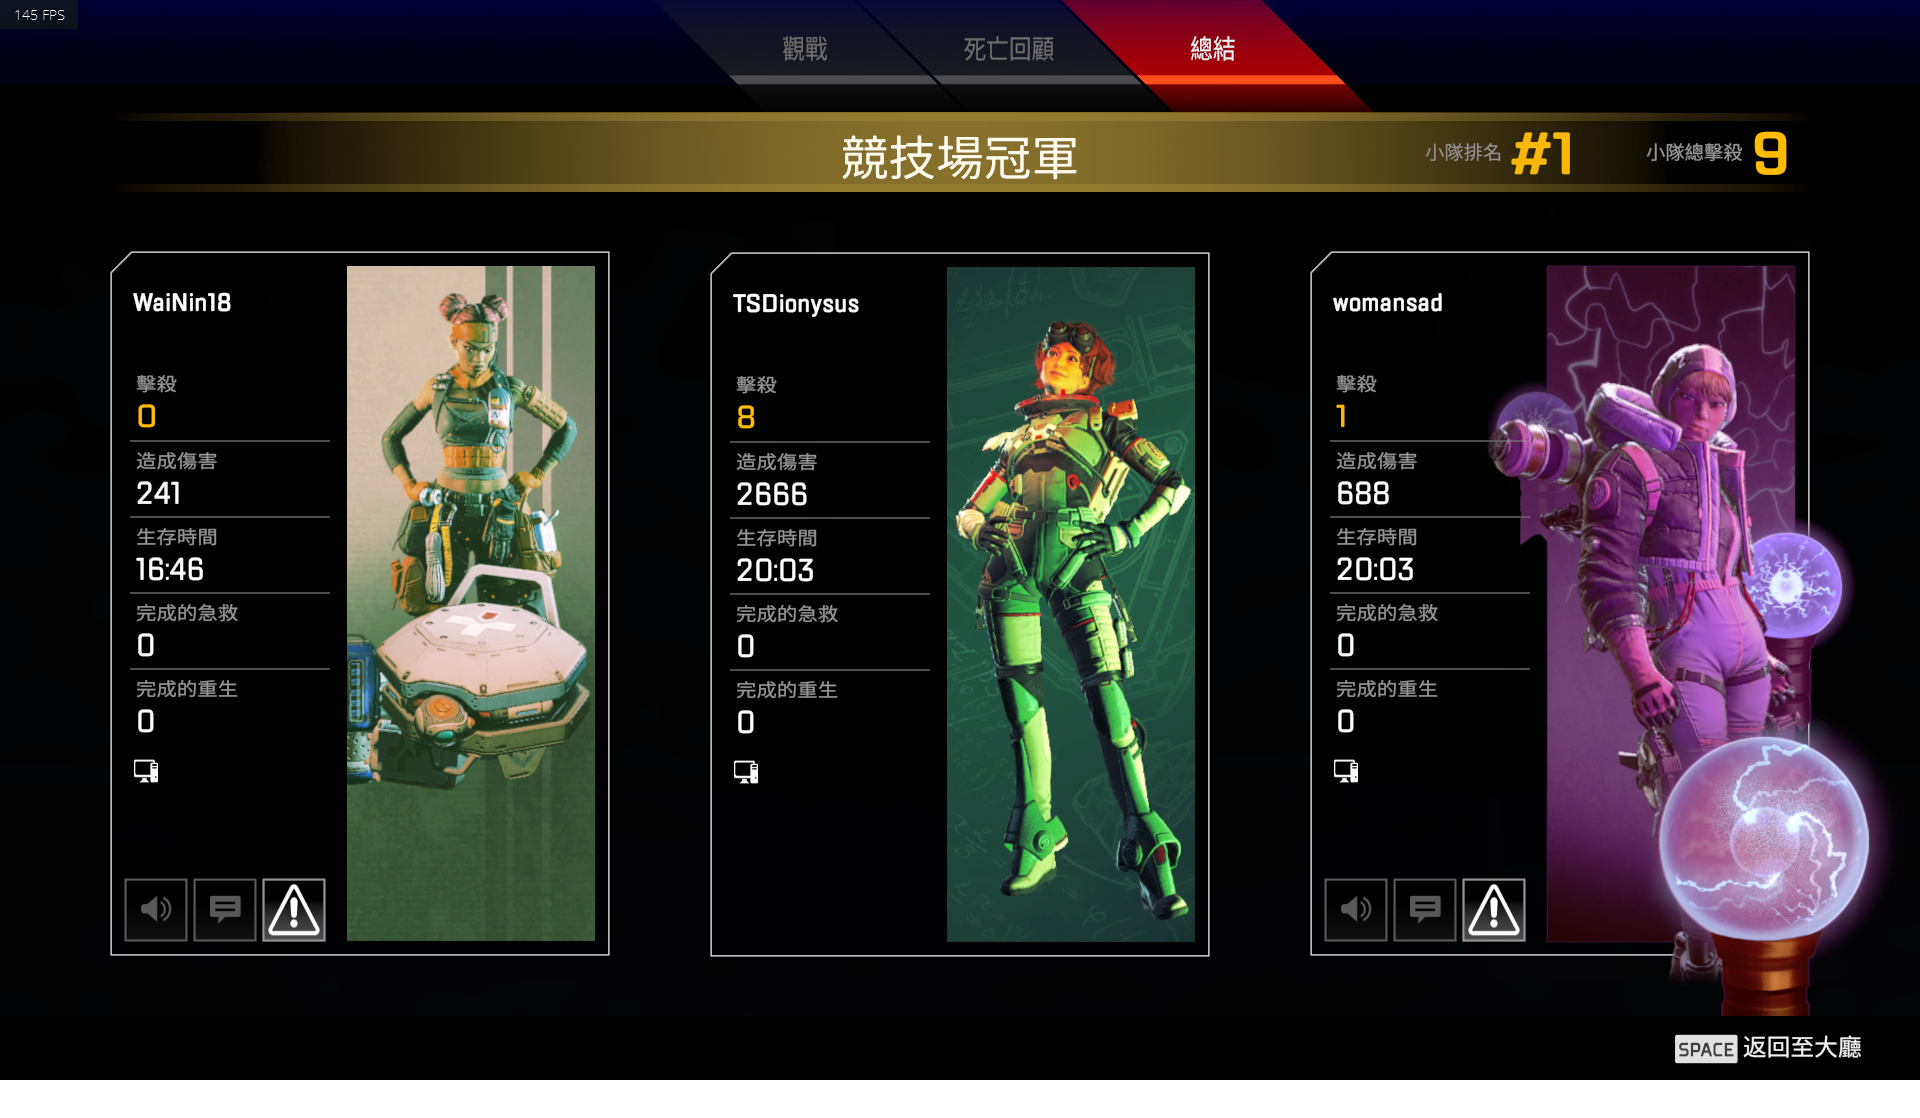 145 FPS
觀戰
死亡回顧
總結
競技場冠軍
小隊排名 #1
小隊總擊殺 9
WaiNin18
擊殺
0
造成傷害
241
生存時間
16:46
完成的急救
0
完成的重生
0
TSDionysus
擊殺
8
造成傷害
2666
生存時間
20:03
完成的急救
0
完成的重生
0
womansad
擊殺
1
造成傷害
688
生存時間
20:03
完成的急救
0
完成的重生
0
SPACE 返回至大廳